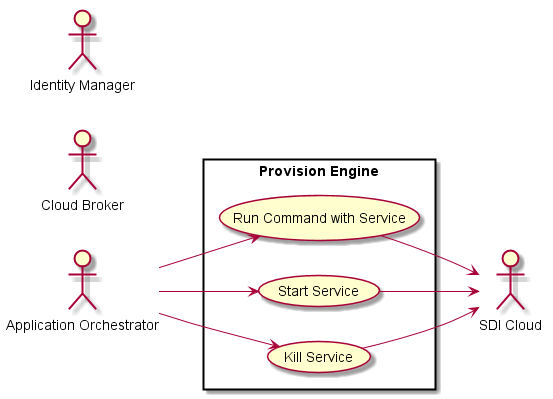 Identity Manager
Cloud Broker
Provision Engine
Run Command with Service
Start Service
Application Orchestrator
SDI Cloud
Kill Service